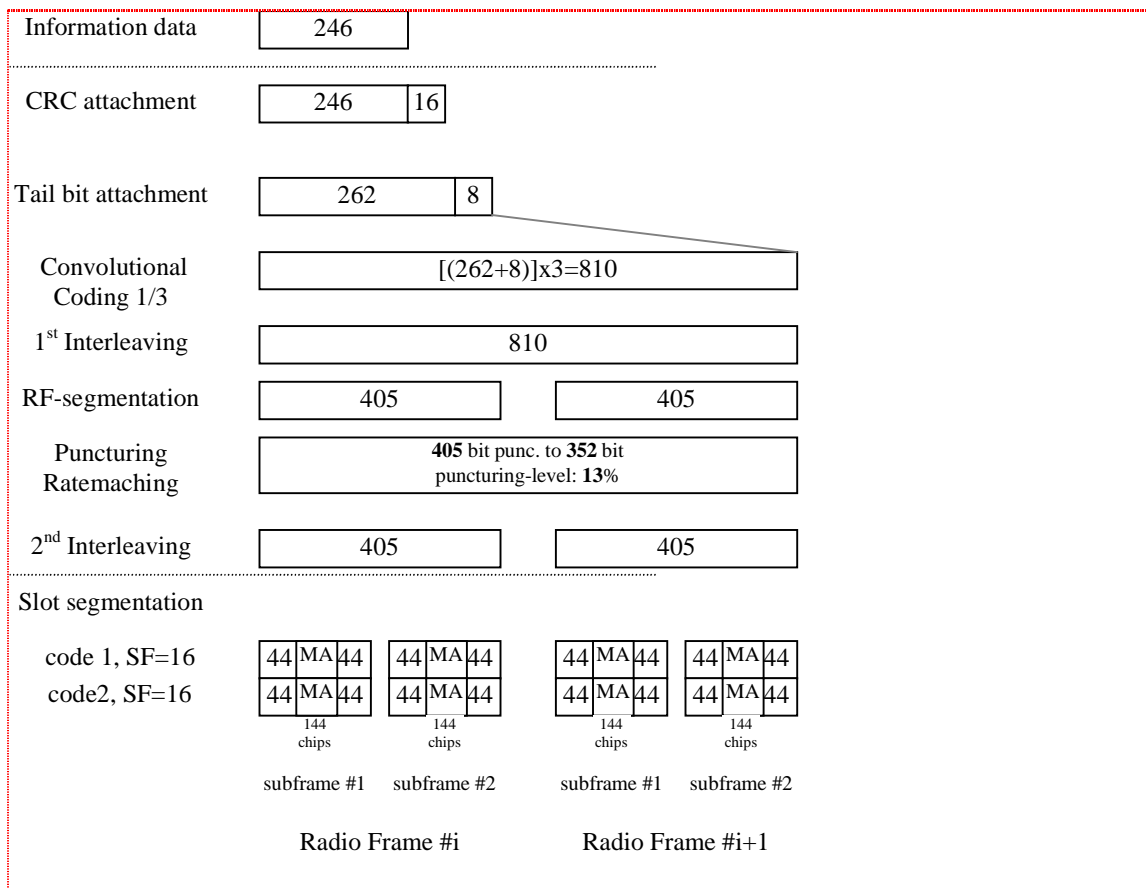 Information data 246
CRC attachment 246 16
Tail bit attachment 262 8
Convolutional
Coding 1/3
[(262+8)]x3=810
1st Interleaving 810
RF-segmentation 405 405
Puncturing
Ratemaching
405 bit punc. to 352 bit
puncturing-level: 13%
2nd Interleaving 405 405
Slot segmentation
code 1, SF=16 44 MA 44 44 MA 44 44 MA 44 44 MA 44
code2, SF=16 44 MA 44 44 MA 44 44 MA 44 44 MA 44
144 144 144 144
chips chips chips chips
subframe #1 subframe #2 subframe #1 subframe #2
Radio Frame #i Radio Frame #i+1